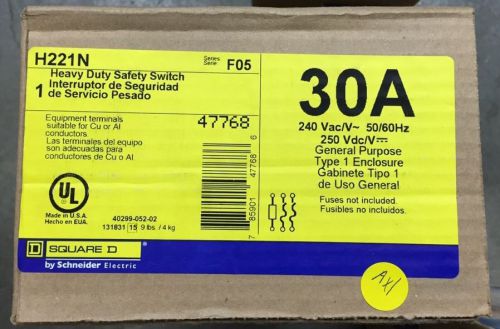 H221N
Series
Série
F05
1
Heavy Duty Safety Switch
Interruptor de Seguridad
de Servicio Pesado
Equipment terminals
suitable for Cu or Al
conductors.
Las terminales del equipo
son adecuadas para
conductores de Cu o Al
47768
7 85901 47768 6
UL
Made in U.S.A.
Hecho en EUA.
40299-052-02
131831 15 9 lbs / 4 kg
30A
240 Vac/V~ 50/60Hz
250 Vdc/V
General Purpose
Type 1 Enclosure
Gabinete Tipo 1
de Uso General
Fuses not included.
Fusibles no incluidos.
SQUARE D
by Schneider Electric
AX1